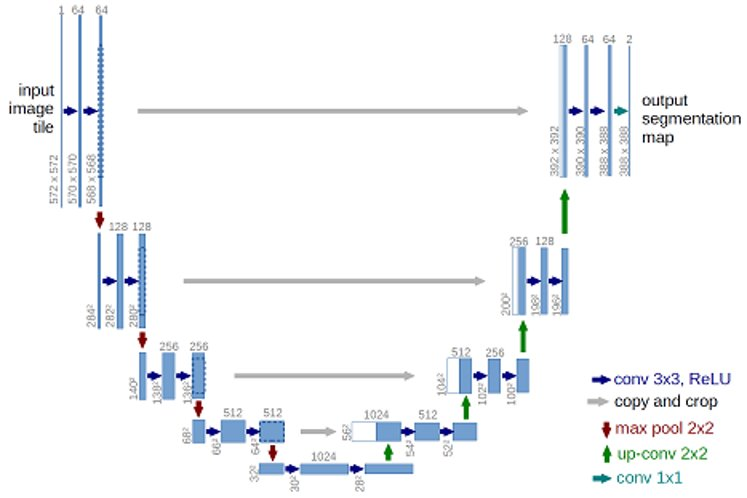 1 64 64
128 64 64 2
input
image
tile
output
segmentation
map
572 x 572
570 x 570
568 x 568
392 x 392
390 x 390
388 x 388
388 x 388
128 128
256 128
284²
282²
280²
200²
198²
196²
256 256
512 256
140²
138²
136²
104²
102²
100²
512 512
1024 512
68²
66²
64²
56²
54²
52²
1024
32²
30²
28²
conv 3x3, ReLU
copy and crop
max pool 2x2
up-conv 2x2
conv 1x1